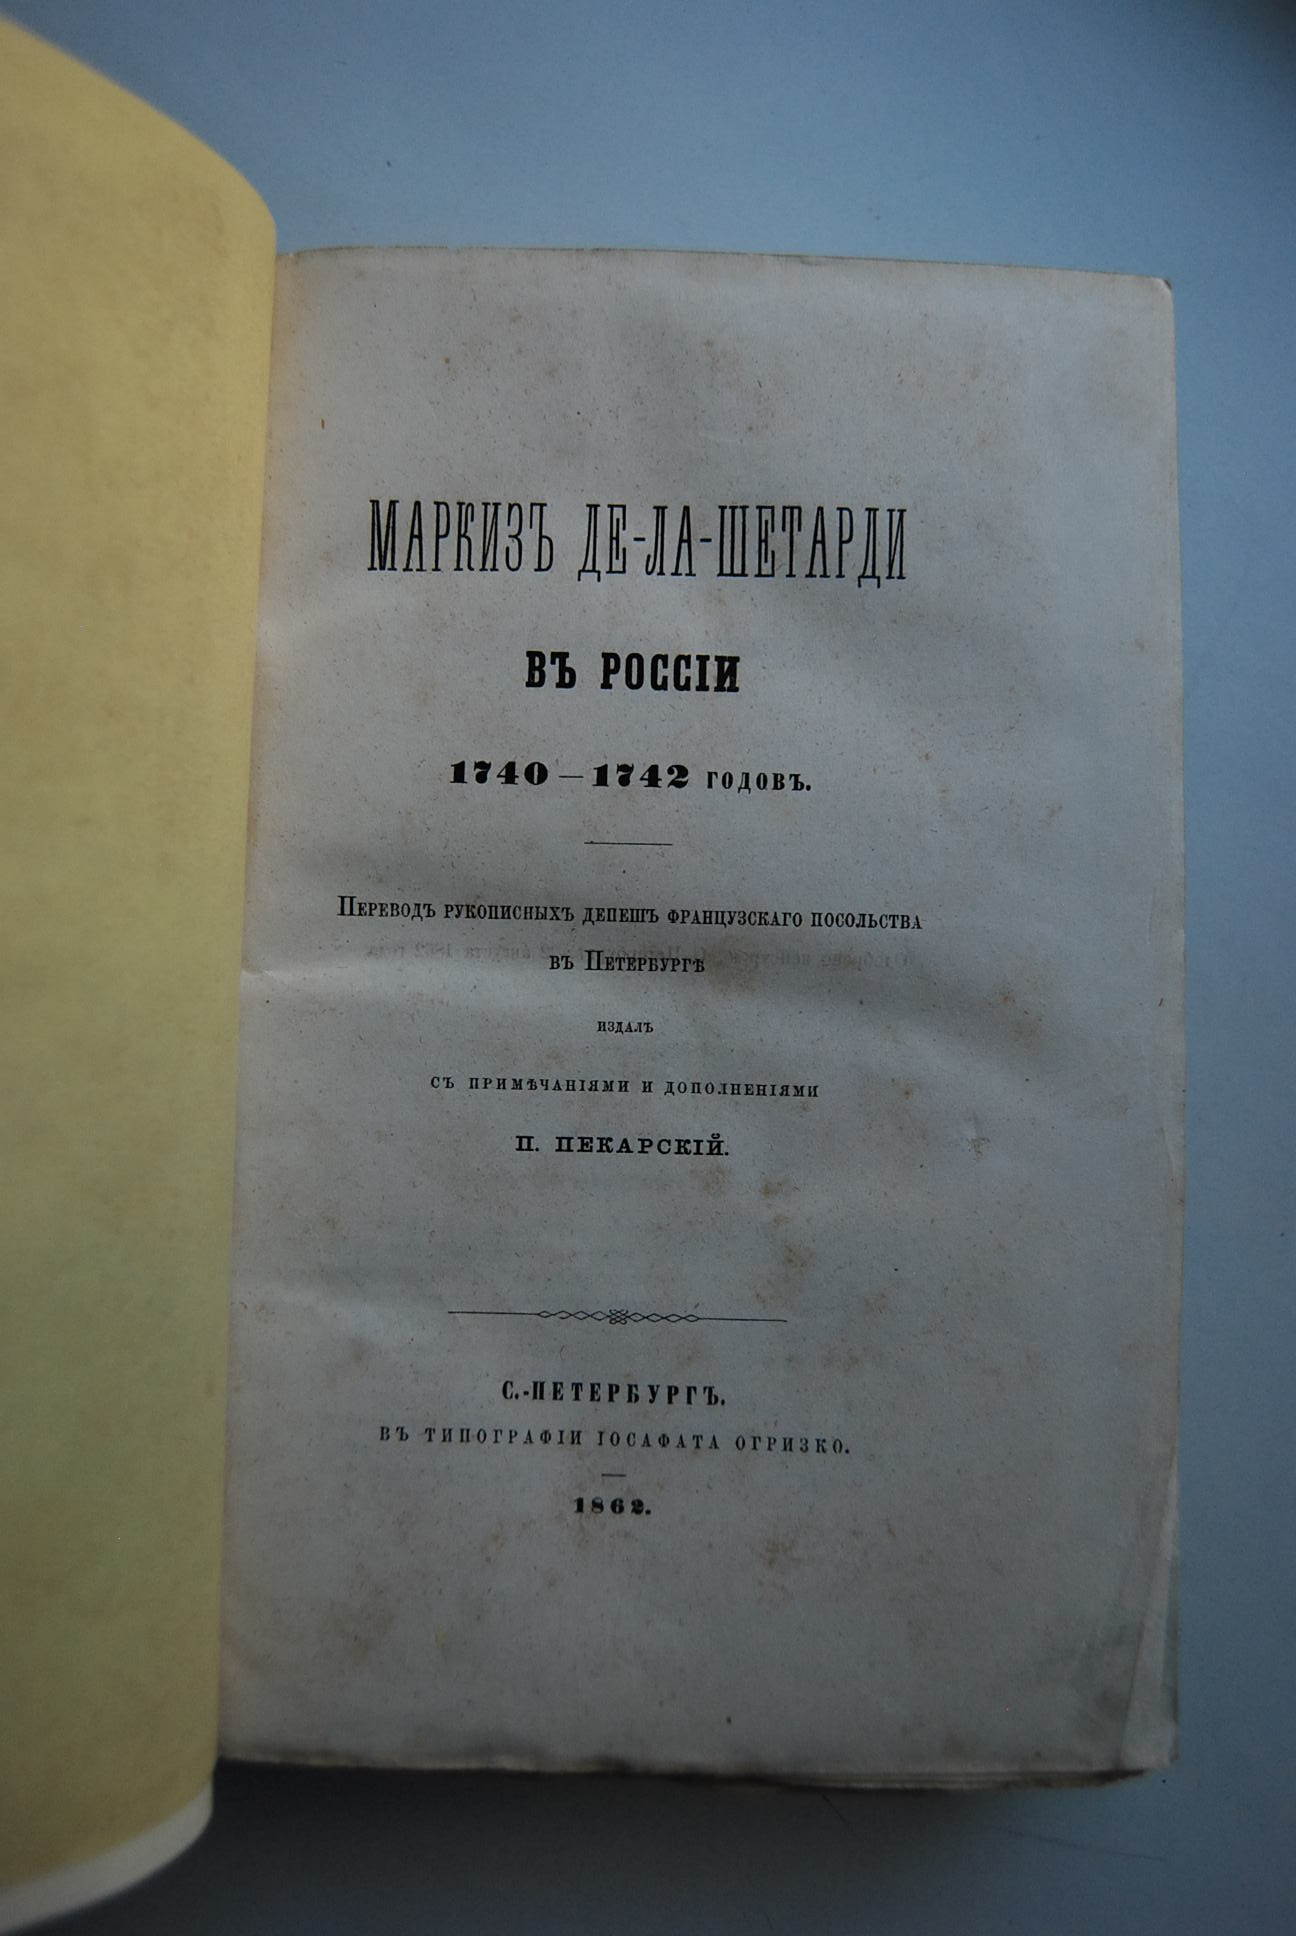 МАРКИЗЪ ДЕ-ЛА-ШЕТАРДИ
ВЪ РОССІИ
1740 — 1742 ГОДОВЪ.
ПЕРЕВОДЪ РУКОПИСНЫХЪ ДЕПЕШЪ ФРАНЦУЗСКАГО ПОСОЛЬСТВА
ВЪ ПЕТЕРБУРГѢ
ИЗДАЛЪ
СЪ ПРИМѢЧАНІЯМИ И ДОПОЛНЕНІЯМИ
П. ПЕКАРСКІЙ.
С.-ПЕТЕРБУРГЪ.
ВЪ ТИПОГРАФІИ ІОСАФАТА ОГРИЗКО.
1862.